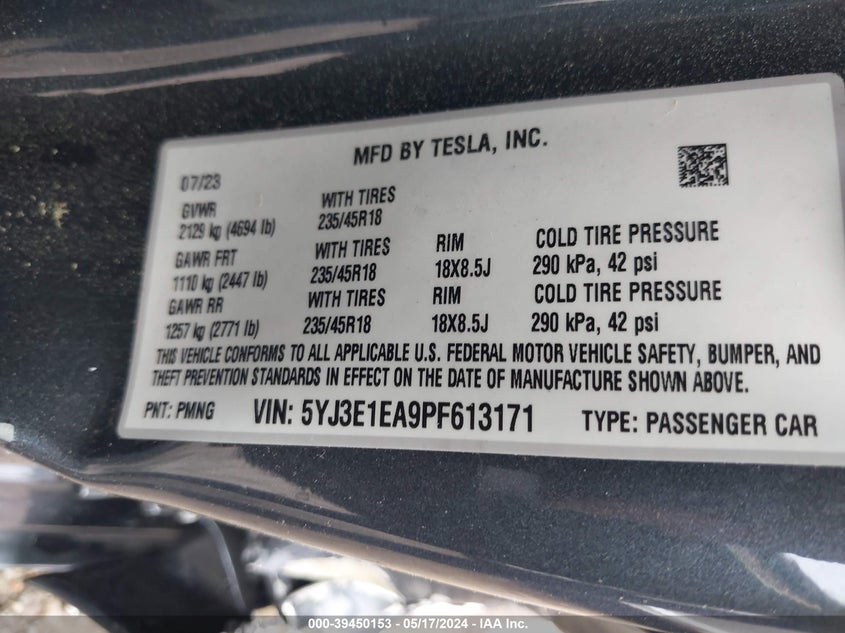 MFD BY TESLA, INC.
07/23
GVWR WITH TIRES
2129 kg (4694 lb) 235/45R18
GAWR FRT WITH TIRES RIM COLD TIRE PRESSURE
1110 kg (2447 lb) 235/45R18 18X8.5J 290 kPa, 42 psi
GAWR RR WITH TIRES RIM COLD TIRE PRESSURE
1257 kg (2771 lb) 235/45R18 18X8.5J 290 kPa, 42 psi
THIS VEHICLE CONFORMS TO ALL APPLICABLE U.S. FEDERAL MOTOR VEHICLE SAFETY, BUMPER, AND
THEFT PREVENTION STANDARDS IN EFFECT ON THE DATE OF MANUFACTURE SHOWN ABOVE.
PNT: PMNG VIN: 5YJ3E1EA9PF613171 TYPE: PASSENGER CAR
000-39450153 - 05/17/2024 - IAA Inc.